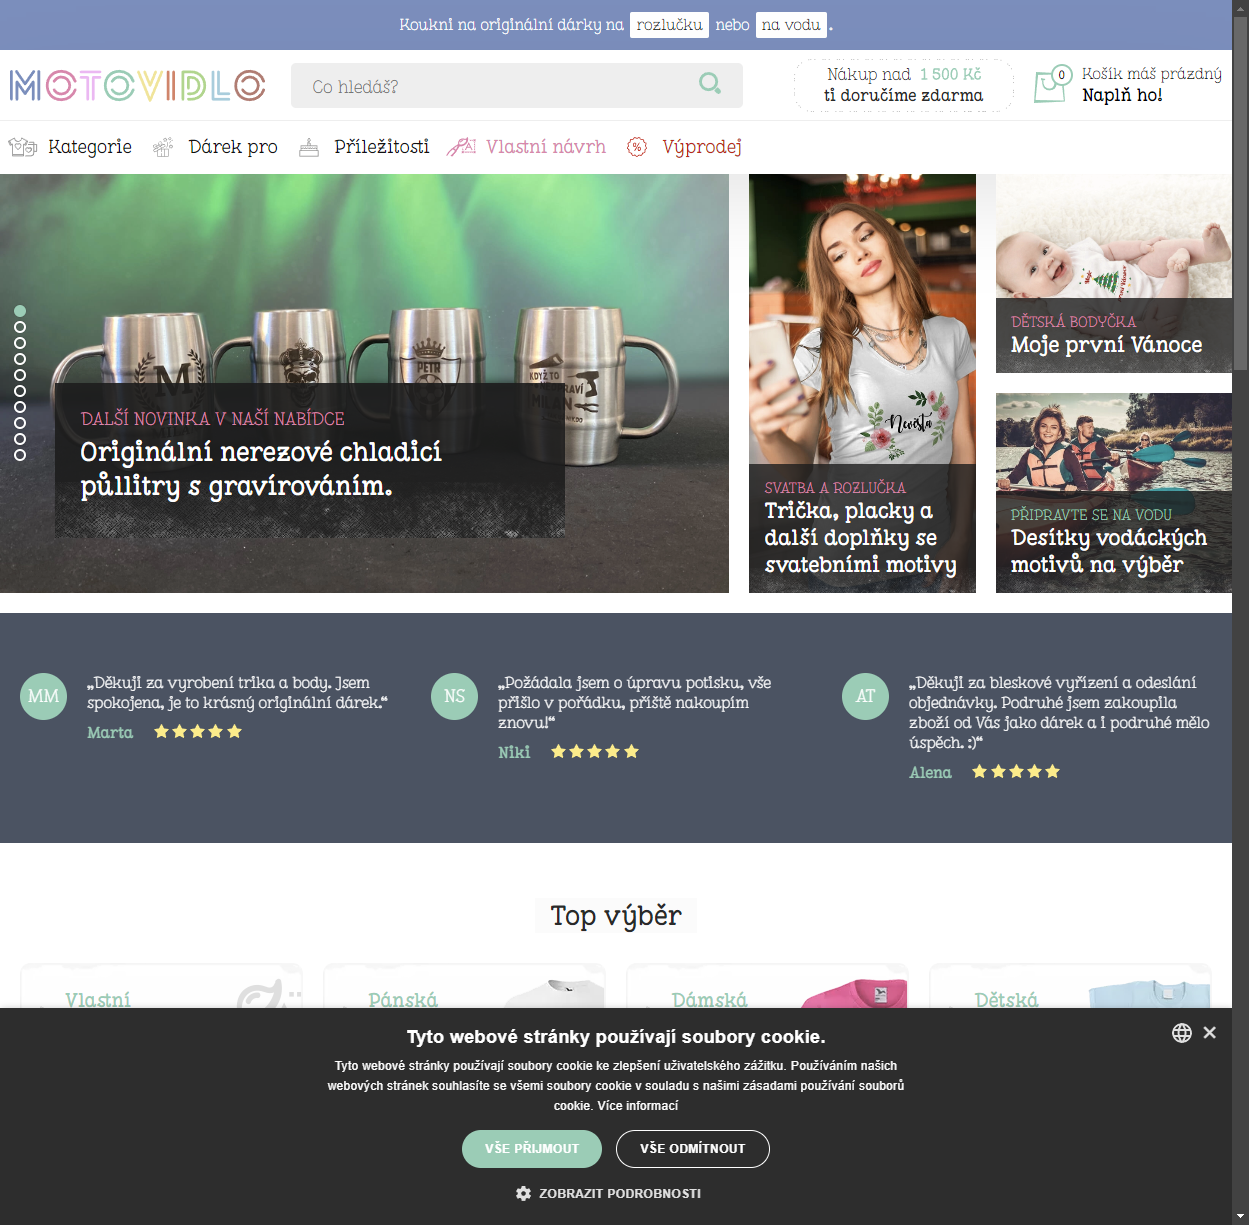 Koukni na originální dárky na rozlučku nebo na vodu .
MOTOVIDLO
Co hledáš?
Nákup nad 1 500 Kč
ti doručíme zdarma
0
Košík máš prázdný
Naplň ho!
Kategorie
Dárek pro
Příležitosti
Vlastní návrh
%
Výprodej
M
PETR
KDYŽ TO
MILAN
DALŠÍ NOVINKA V NAŠÍ NABÍDCE
Originální nerezové chladicí
půllitry s gravírováním.
Nevěsta
SVATBA A ROZLUČKA
Trička, placky a
další doplňky se
svatebními motivy
DĚTSKÁ BODYČKA
Moje první Vánoce
PŘIPRAVTE SE NA VODU
Desítky vodáckých
motivů na výběr
MM
„Děkuji za vyrobení trika a body. Jsem
spokojena, je to krásný originální dárek.“
Marta
NS
„Požádala jsem o úpravu potisku, vše
přišlo v pořádku, příště nakoupím
znovu!“
Niki
AT
„Děkuji za bleskové vyřízení a odeslání
objednávky. Podruhé jsem zakoupila
zboží od Vás jako dárek a i podruhé mělo
úspěch. :)“
Alena
Top výběr
Vlastní
Pánská
Dámská
Dětská
Tyto webové stránky používají soubory cookie.
Tyto webové stránky používají soubory cookie ke zlepšení uživatelského zážitku. Používáním našich
webových stránek souhlasíte se všemi soubory cookie v souladu s našimi zásadami používání souborů
cookie. Více informací
VŠE PŘIJMOUT
VŠE ODMÍTNOUT
ZOBRAZIT PODROBNOSTI